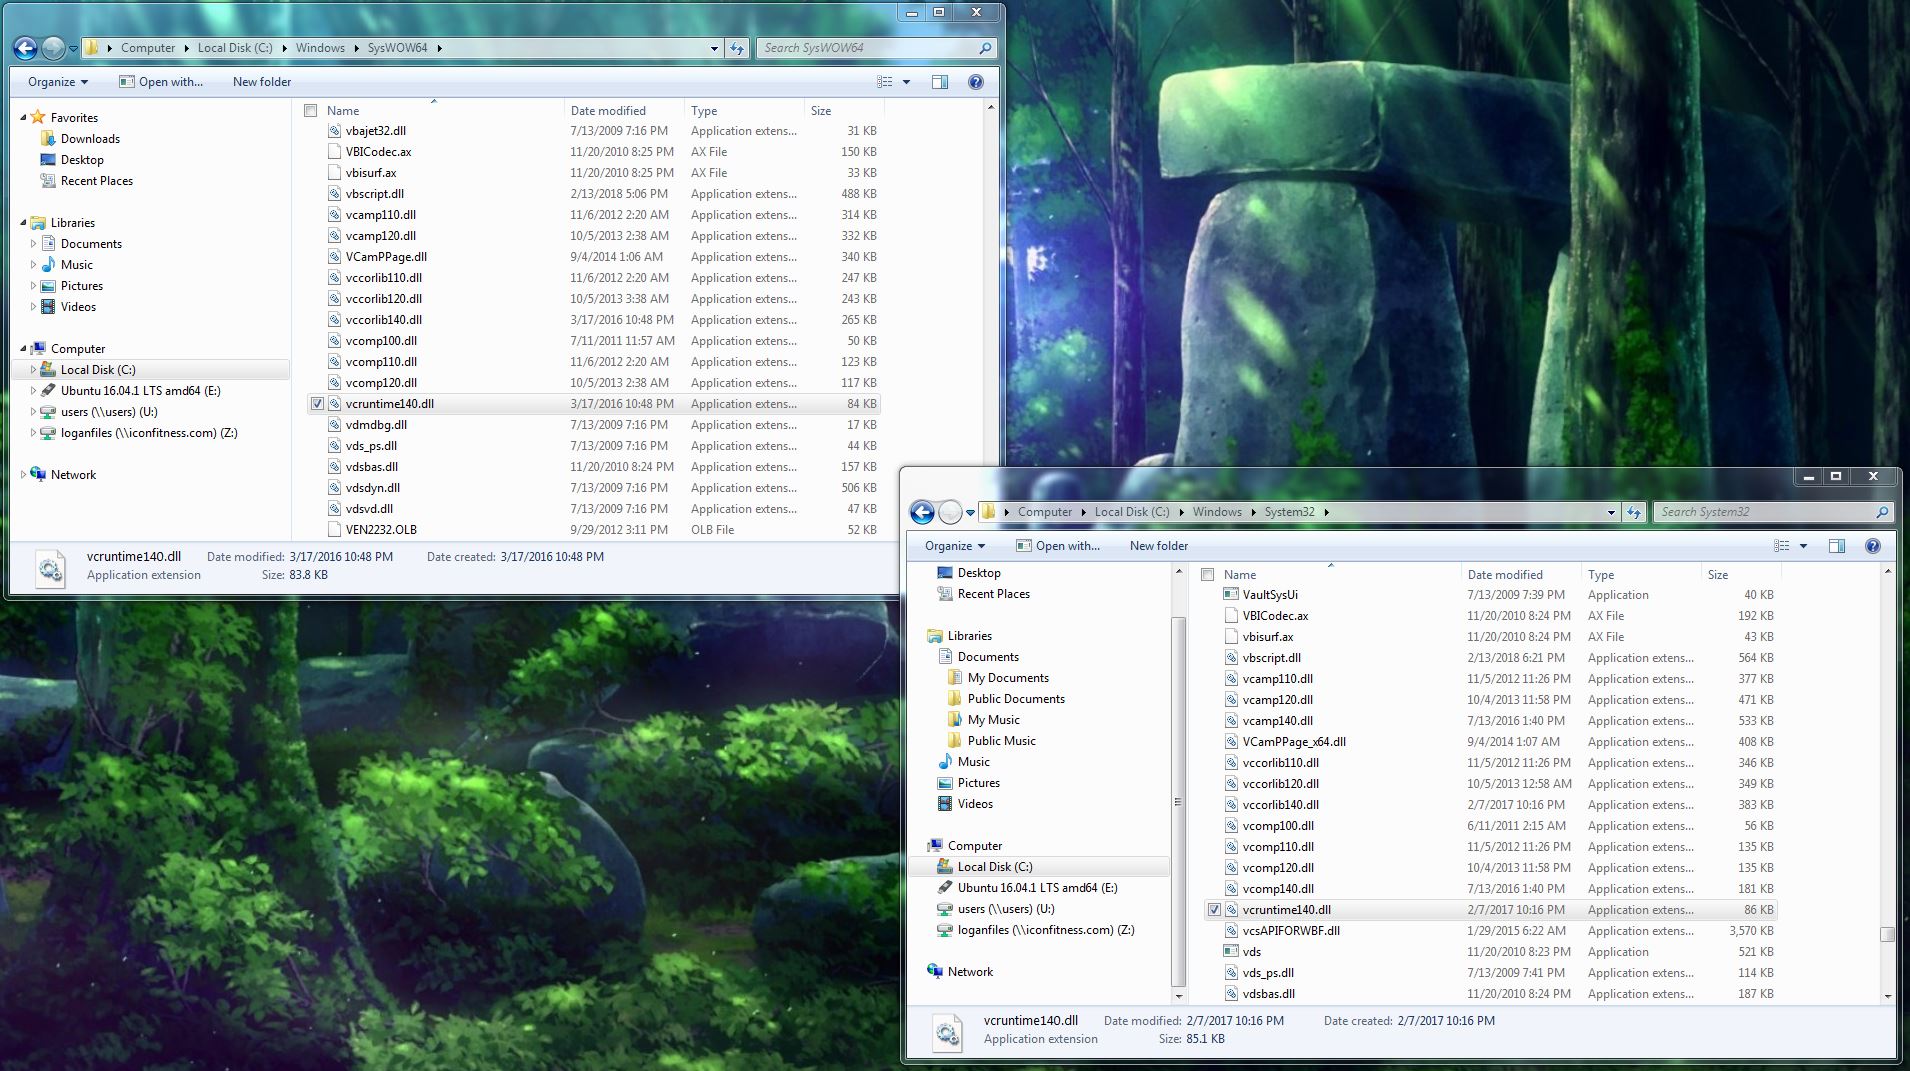 Computer Local Disk (C:) Windows SysWOW64
Search SysWOW64
Organize Open with... New folder
Favorites
Downloads
Desktop
Recent Places
Libraries
Documents
Music
Pictures
Videos
Computer
Local Disk (C:)
Ubuntu 16.04.1 LTS amd64 (E:)
users (\\users) (U:)
loganfiles (\\iconfitness.com) (Z:)
Network
Name Date modified Type Size
vbajet32.dll 7/13/2009 7:16 PM Application extens... 31 KB
VBICodec.ax 11/20/2010 8:25 PM AX File 150 KB
vbisurf.ax 11/20/2010 8:25 PM AX File 33 KB
vbscript.dll 2/13/2018 5:06 PM Application extens... 488 KB
vcamp110.dll 11/6/2012 2:20 AM Application extens... 314 KB
vcamp120.dll 10/5/2013 2:38 AM Application extens... 332 KB
VCamPPage.dll 9/4/2014 1:06 AM Application extens... 340 KB
vccorlib110.dll 11/6/2012 2:20 AM Application extens... 247 KB
vccorlib120.dll 10/5/2013 3:38 AM Application extens... 243 KB
vccorlib140.dll 3/17/2016 10:48 PM Application extens... 265 KB
vcomp100.dll 7/11/2011 11:57 AM Application extens... 50 KB
vcomp110.dll 11/6/2012 2:20 AM Application extens... 123 KB
vcomp120.dll 10/5/2013 2:38 AM Application extens... 117 KB
vcruntime140.dll 3/17/2016 10:48 PM Application extens... 84 KB
vdmdbg.dll 7/13/2009 7:16 PM Application extens... 17 KB
vds_ps.dll 7/13/2009 7:16 PM Application extens... 44 KB
vdsbas.dll 11/20/2010 8:24 PM Application extens... 157 KB
vdsdyn.dll 7/13/2009 7:16 PM Application extens... 506 KB
vdsvd.dll 7/13/2009 7:16 PM Application extens... 47 KB
VEN2232.OLB 9/29/2012 3:11 PM OLB File 52 KB
vcruntime140.dll Date modified: 3/17/2016 10:48 PM Date created: 3/17/2016 10:48 PM
Application extension Size: 83.8 KB
Computer Local Disk (C:) Windows System32
Search System32
Organize Open with... New folder
Desktop
Recent Places
Libraries
Documents
My Documents
Public Documents
My Music
Public Music
Music
Pictures
Videos
Computer
Local Disk (C:)
Ubuntu 16.04.1 LTS amd64 (E:)
users (\\users) (U:)
loganfiles (\\iconfitness.com) (Z:)
Network
Name Date modified Type Size
VaultSysUi 7/13/2009 7:39 PM Application 40 KB
VBICodec.ax 11/20/2010 8:24 PM AX File 192 KB
vbisurf.ax 11/20/2010 8:24 PM AX File 43 KB
vbscript.dll 2/13/2018 6:21 PM Application extens... 564 KB
vcamp110.dll 11/5/2012 11:26 PM Application extens... 377 KB
vcamp120.dll 10/4/2013 11:58 PM Application extens... 471 KB
vcamp140.dll 7/13/2016 1:40 PM Application extens... 533 KB
VCamPPage_x64.dll 9/4/2014 1:07 AM Application extens... 408 KB
vccorlib110.dll 11/5/2012 11:26 PM Application extens... 346 KB
vccorlib120.dll 10/5/2013 12:58 AM Application extens... 349 KB
vccorlib140.dll 2/7/2017 10:16 PM Application extens... 383 KB
vcomp100.dll 6/11/2011 2:15 AM Application extens... 56 KB
vcomp110.dll 11/5/2012 11:26 PM Application extens... 135 KB
vcomp120.dll 10/4/2013 11:58 PM Application extens... 135 KB
vcomp140.dll 7/13/2016 1:40 PM Application extens... 181 KB
vcruntime140.dll 2/7/2017 10:16 PM Application extens... 86 KB
vcsAPIFORWBF.dll 1/29/2015 6:22 AM Application extens... 3,570 KB
vds 11/20/2010 8:23 PM Application 521 KB
vds_ps.dll 7/13/2009 7:41 PM Application extens... 114 KB
vdsbas.dll 11/20/2010 8:24 PM Application extens... 187 KB
vcruntime140.dll Date modified: 2/7/2017 10:16 PM Date created: 2/7/2017 10:16 PM
Application extension Size: 85.1 KB